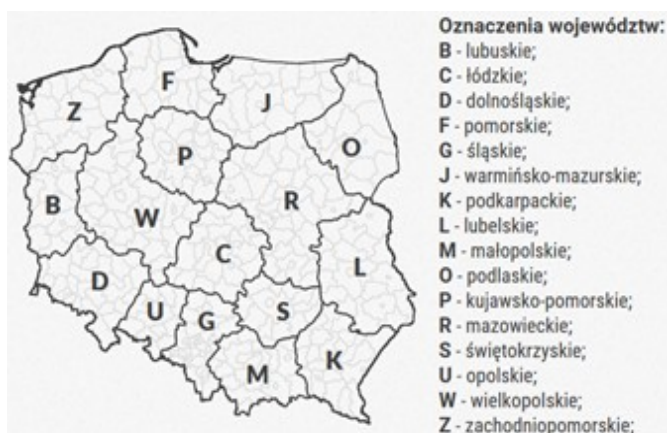 Oznaczenia województw:
B - lubuskie;
C - łódzkie;
D - dolnośląskie;
F - pomorskie;
G - śląskie;
J - warmińsko-mazurskie;
K - podkarpackie;
L - lubelskie;
M - małopolskie;
O - podlaskie;
P - kujawsko-pomorskie;
R - mazowieckie;
S - świętokrzyskie;
U - opolskie;
W - wielkopolskie;
Z - zachodniopomorskie;
F
Z
J
P
O
B
W
R
C
D
L
U
G
S
M
K